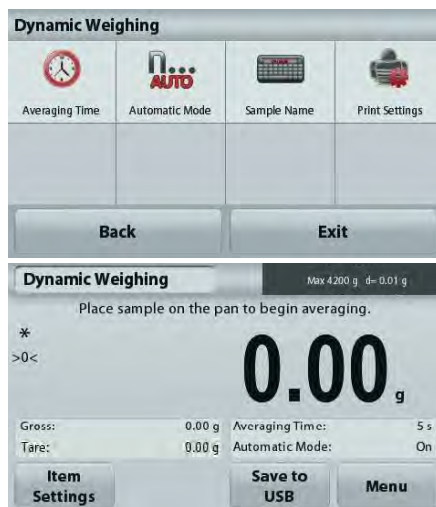 Dynamic Weighing
AUTO
Averaging Time Automatic Mode Sample Name Print Settings
Back Exit
Dynamic Weighing Max 4200 g d= 0.01 g
Place sample on the pan to begin averaging.
*
>0<
0.00 g
Gross: 0.00 g Averaging Time: 5 s
Tare: 0.00 g Automatic Mode: On
Item Settings
Save to USB
Menu